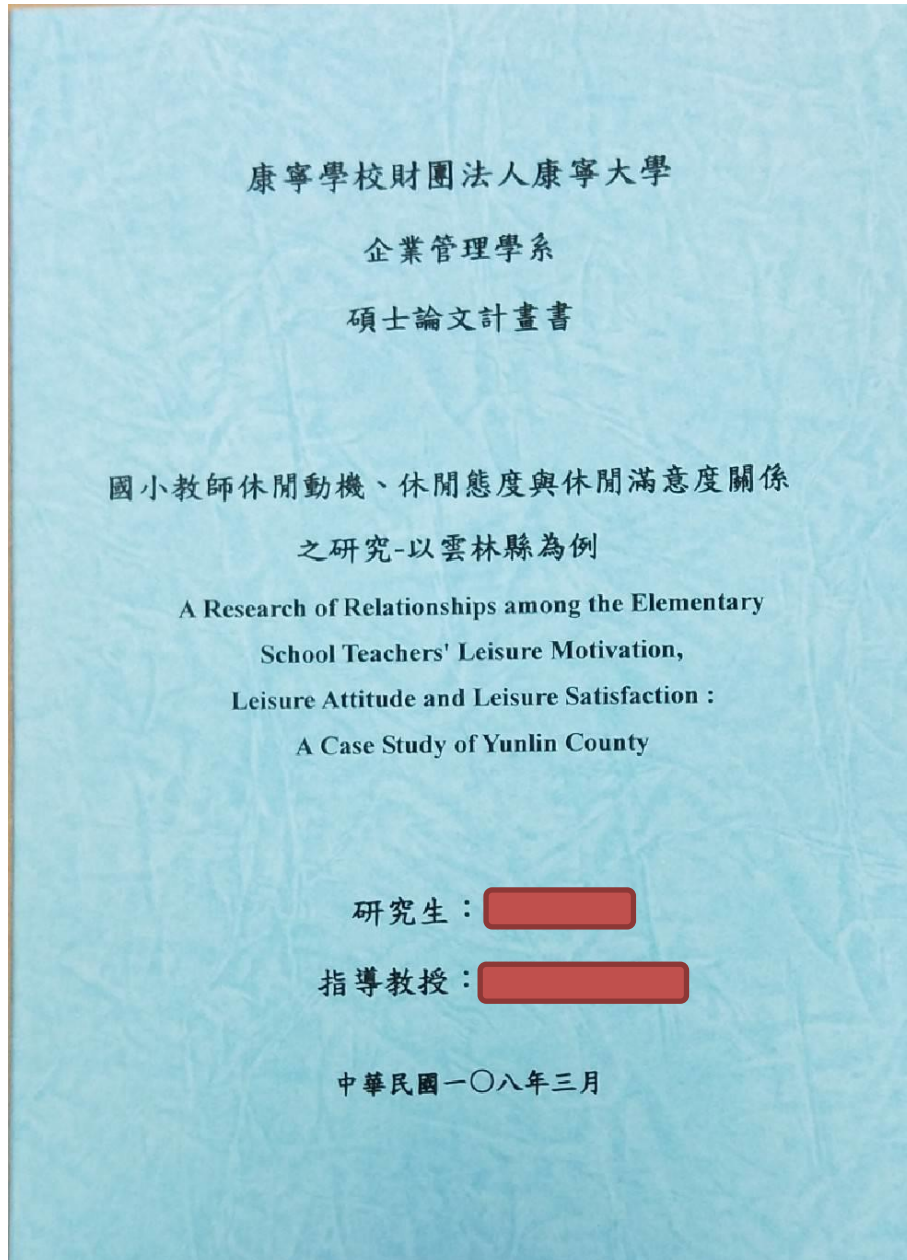 康寧學校財團法人康寧大學
企業管理學系
碩士論文計畫書
國小教師休閒動機、休閒態度與休閒滿意度關係
之研究-以雲林縣為例
A Research of Relationships among the Elementary
School Teachers' Leisure Motivation,
Leisure Attitude and Leisure Satisfaction :
A Case Study of Yunlin County
研究生：
指導教授：
中華民國一〇八年三月